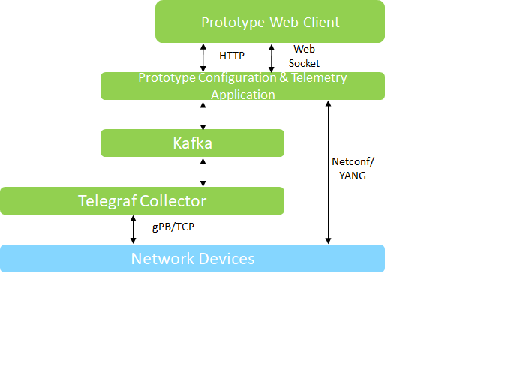 Prototype Web Client
HTTP
Web
Socket
Prototype Configuration & Telemetry
Application
Kafka
Netconf/
YANG
Telegraf Collector
gPB/TCP
Network Devices